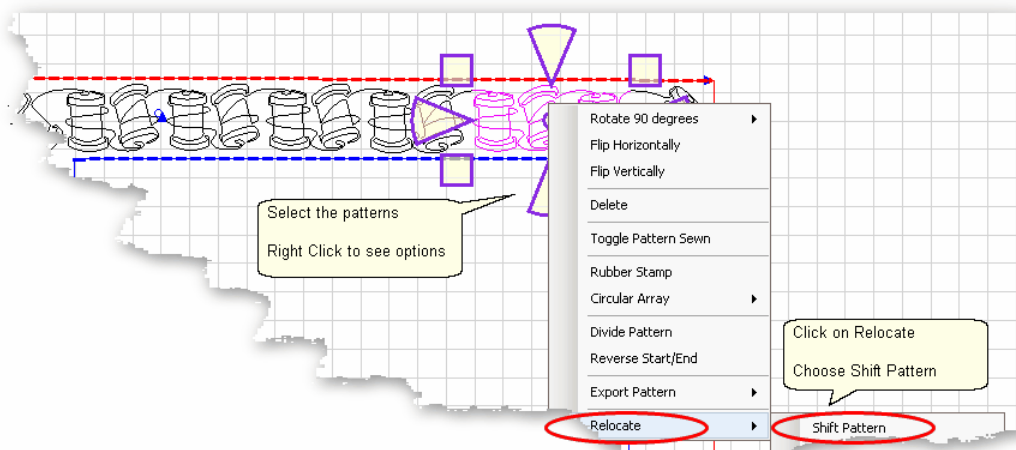 Select the patterns
Right Click to see options
Rotate 90 degrees
Flip Horizontally
Flip Vertically
Delete
Toggle Pattern Sewn
Rubber Stamp
Circular Array
Divide Pattern
Reverse Start/End
Export Pattern
Relocate
Click on Relocate
Choose Shift Pattern
Shift Pattern